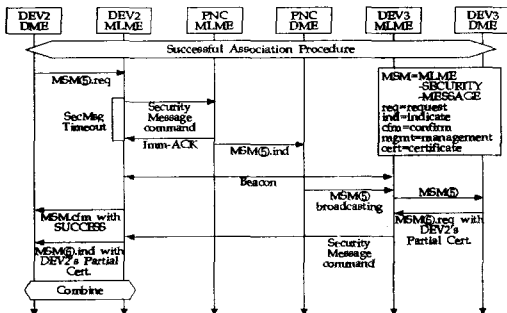 DEV2
DME
DEV2
MLME
PNC
MLME
PNC
DME
DEV3
MLME
DEV3
DME
Successful Association Procedure
MSM⑤.req
SecMsg
Timeout
Security
Message
command
Imm-ACK
MSM⑤.ind
MSM=MLME
-SECURITY
-MESSAGE
req=request
ind=indicate
cfm=confirm
mgmt=management
cert=certificate
Beacon
MSM⑤
broadcasting
MSM⑤
MSM.cfm with
SUCCESS
MSM⑥.req with
DEV2's
Partial Cert.
MSM⑥.ind with
DEV2's Partial
Cert.
Security
Message
command
Combine